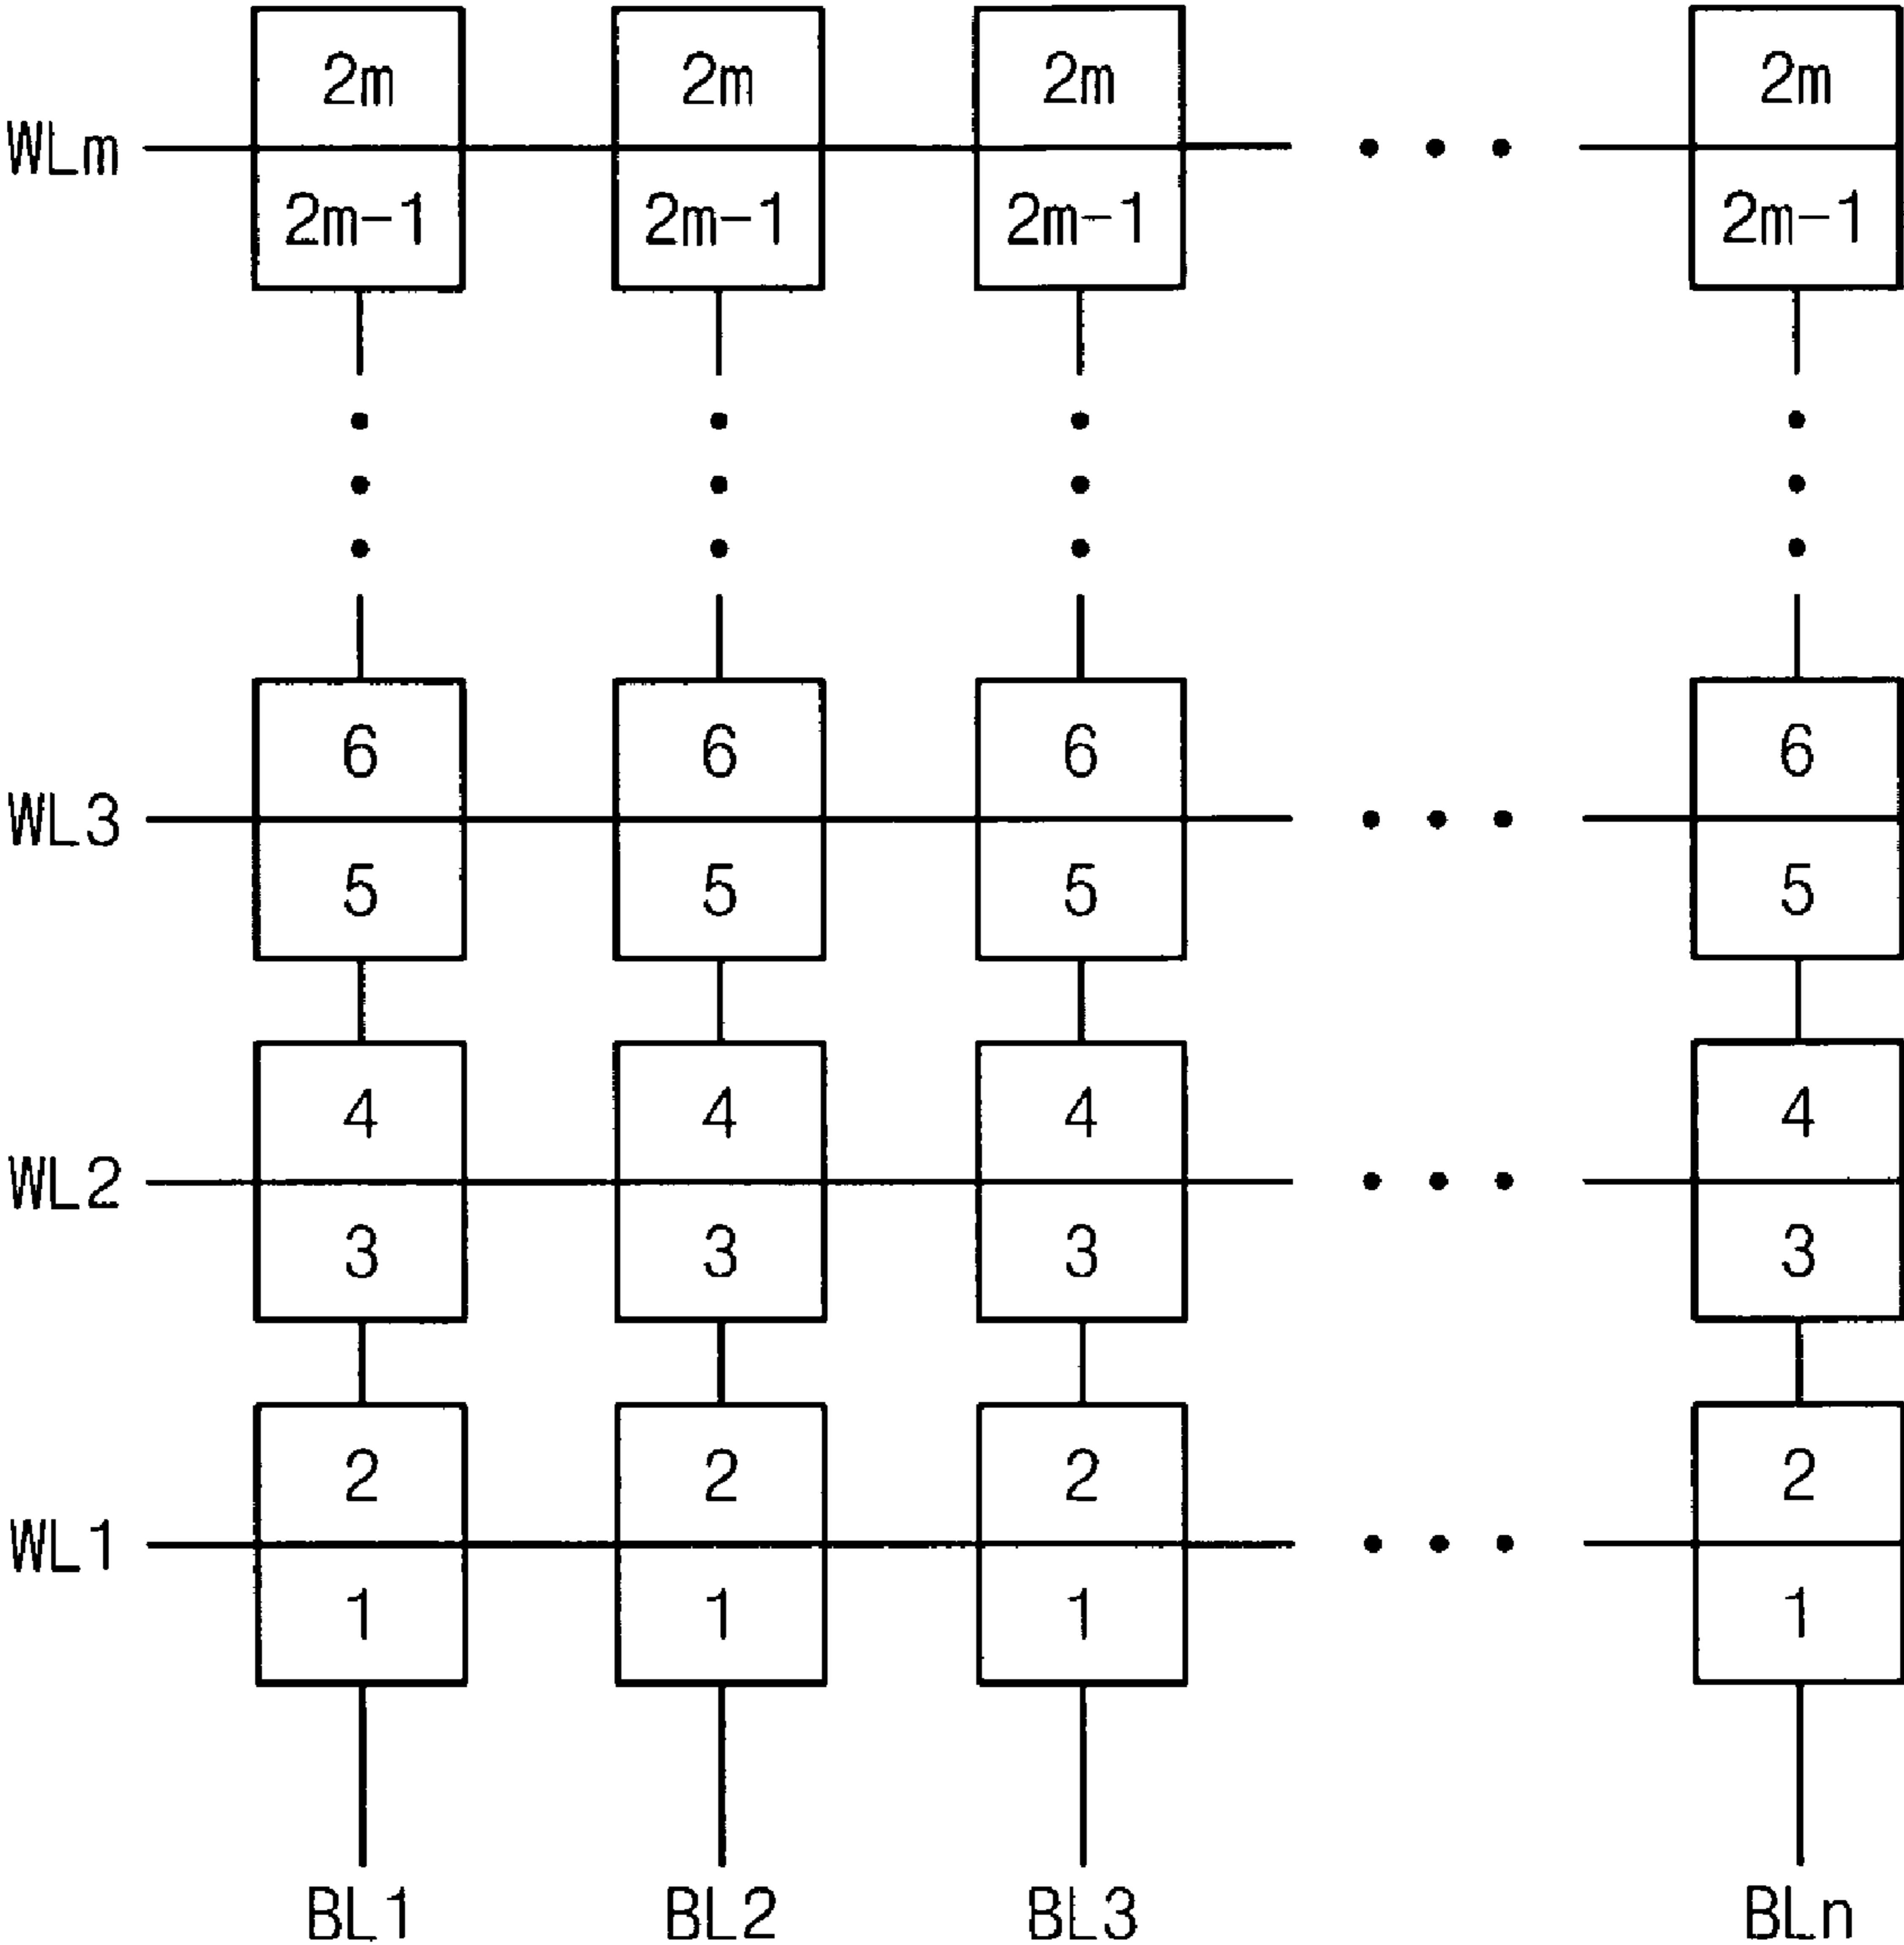 2m 2m 2m 2m
WLm
2m-1 2m-1 2m-1 2m-1
6 6 6 6
WL3
5 5 5 5
4 4 4 4
WL2
3 3 3 3
2 2 2 2
WL1
1 1 1 1
BL1 BL2 BL3 BLn